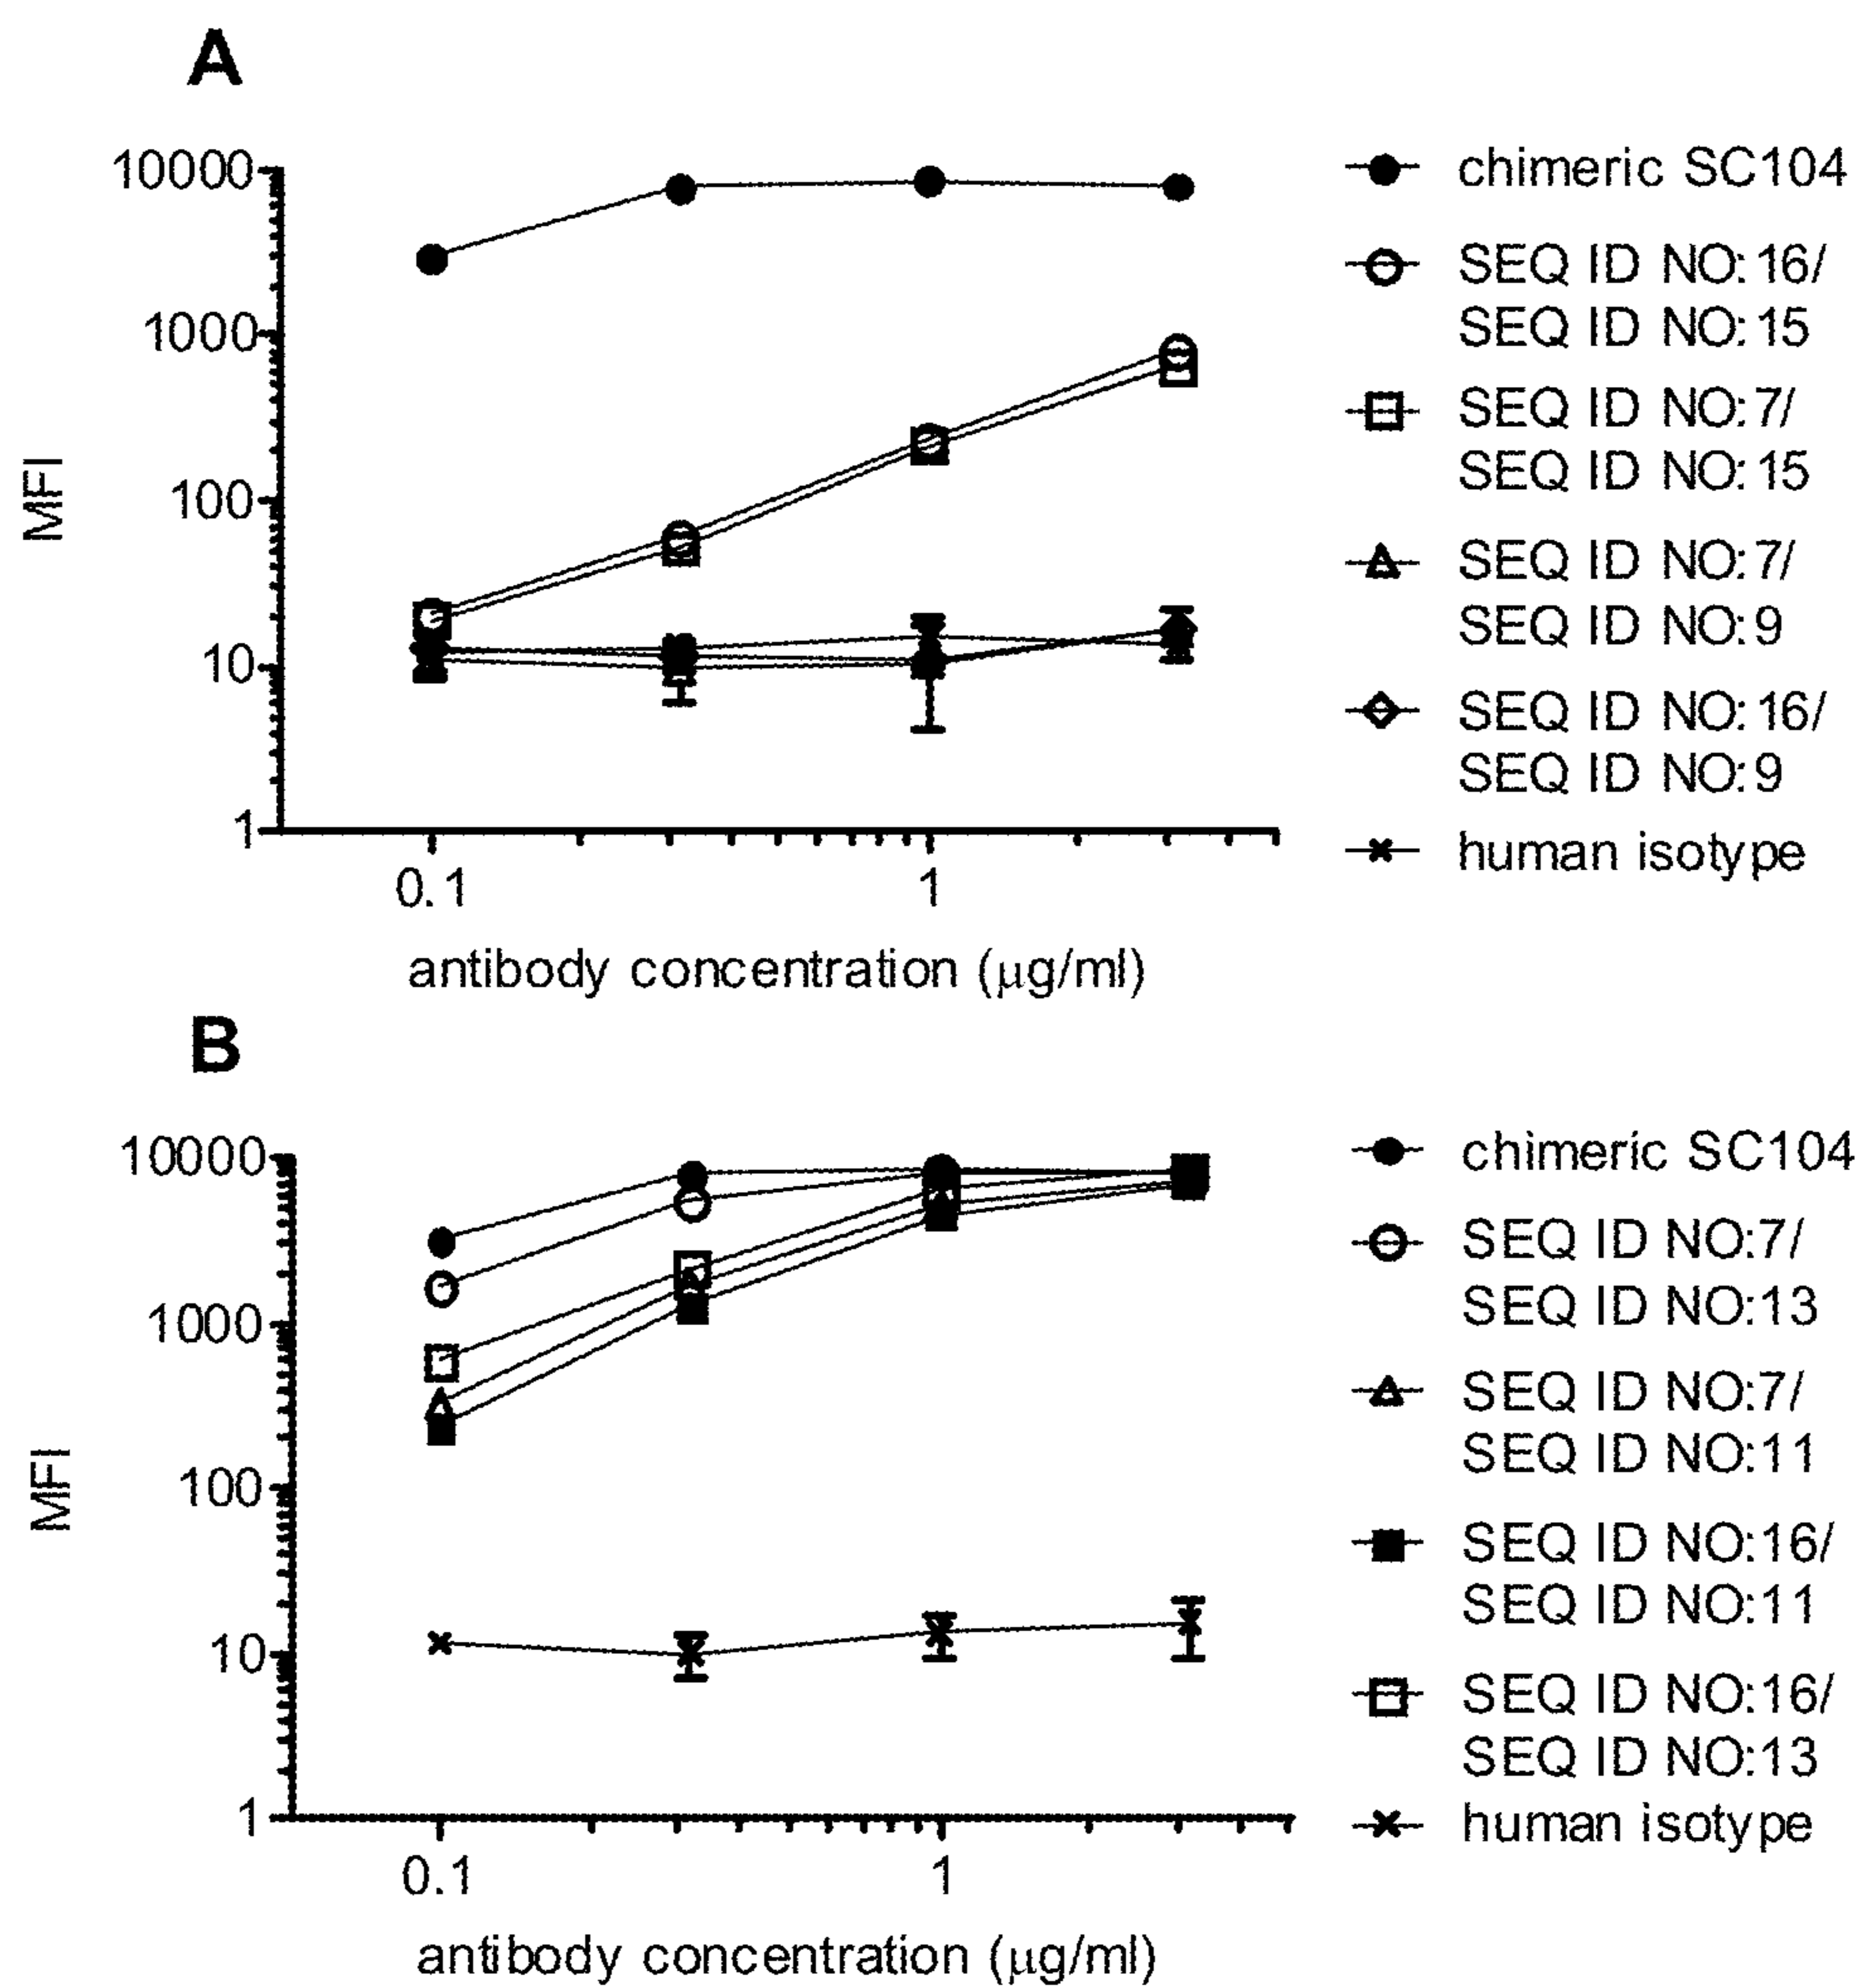 A
10000
1000
100
10
1
MFI
0.1
1
antibody concentration (μg/ml)
chimeric SC104
SEQ ID NO:16/
SEQ ID NO:15
SEQ ID NO:7/
SEQ ID NO:15
SEQ ID NO:7/
SEQ ID NO:9
SEQ ID NO:16/
SEQ ID NO:9
human isotype
B
10000
1000
100
10
1
MFI
0.1
1
antibody concentration (μg/ml)
chimeric SC104
SEQ ID NO:7/
SEQ ID NO:13
SEQ ID NO:7/
SEQ ID NO:11
SEQ ID NO:16/
SEQ ID NO:11
SEQ ID NO:16/
SEQ ID NO:13
human isotype